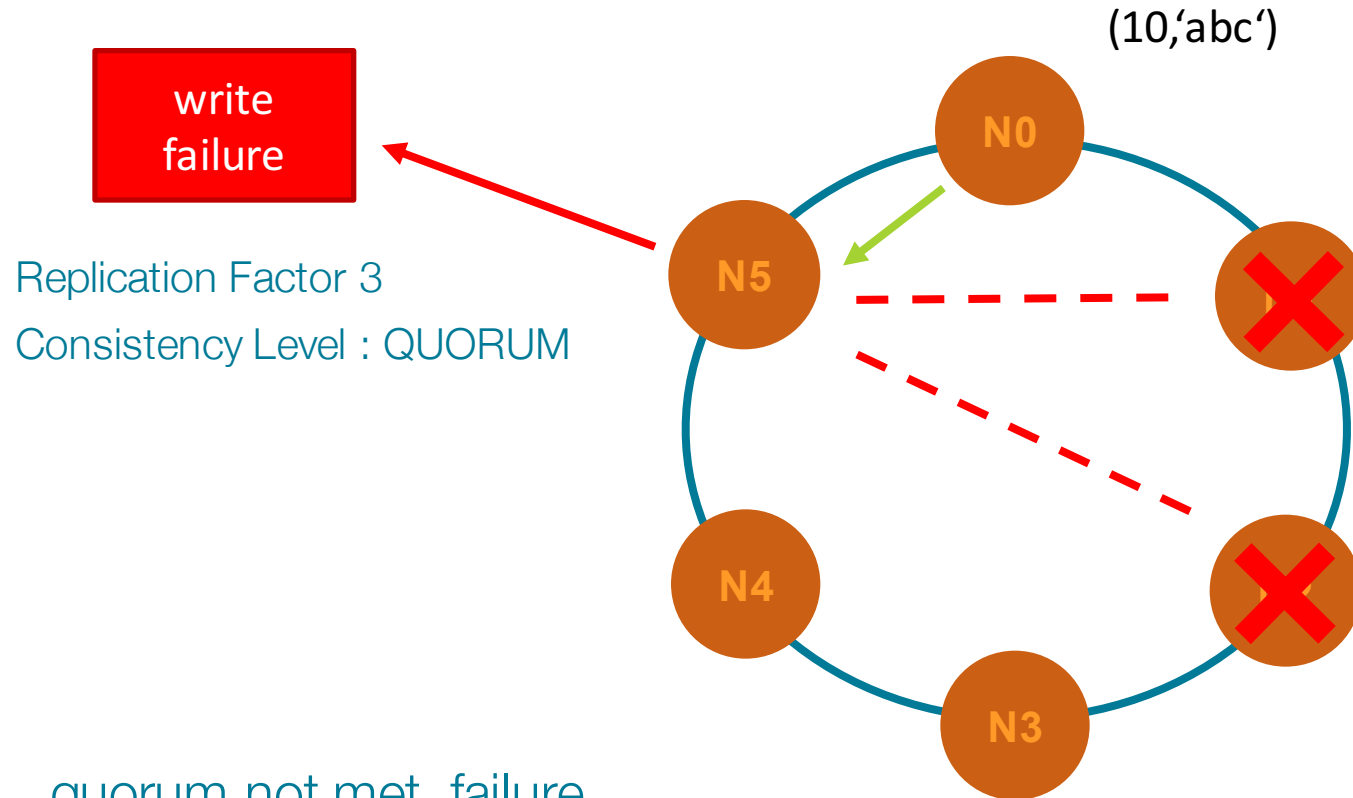 (10,‘abc‘)
write
failure
N0
N5
Replication Factor 3
Consistency Level : QUORUM
N4
N3
quorum not met, failure